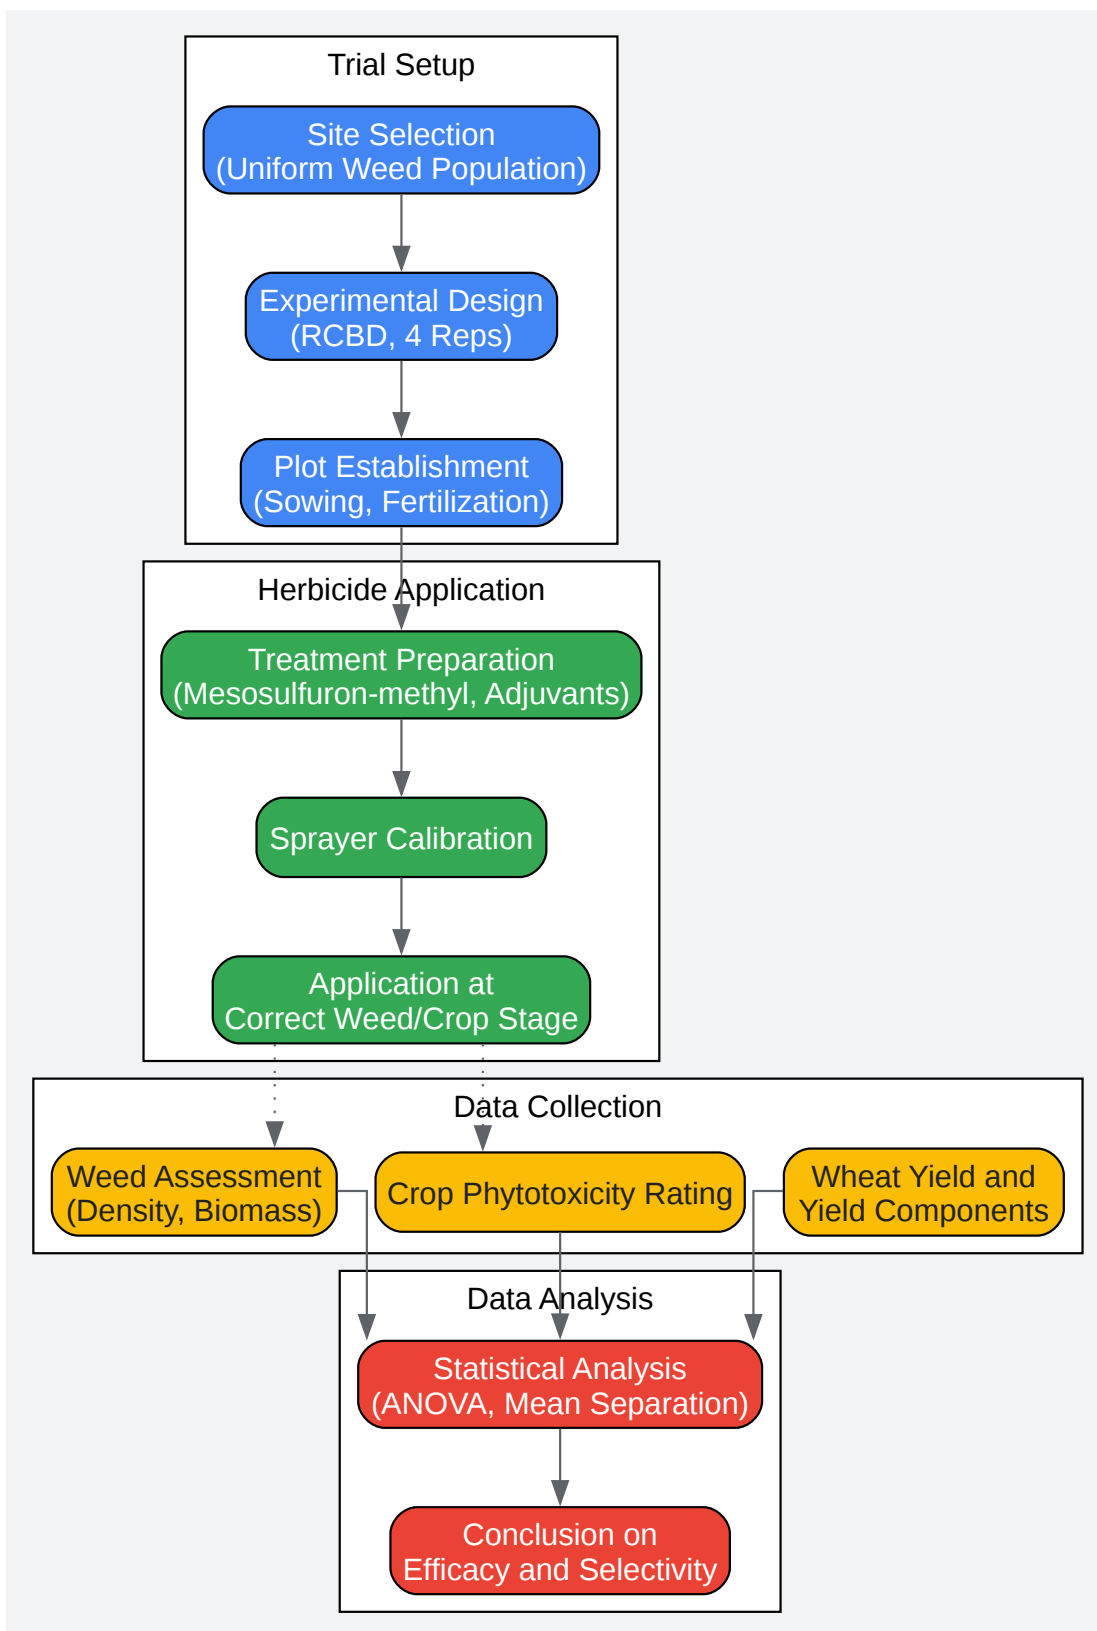 Trial Setup
Site Selection
(Uniform Weed Population)
Experimental Design
(RCBD, 4 Reps)
Plot Establishment
(Sowing, Fertilization)
Herbicide Application
Treatment Preparation
(Mesosulfuron-methyl, Adjuvants)
Sprayer Calibration
Application at
Correct Weed/Crop Stage
Data Collection
Weed Assessment
(Density, Biomass)
Crop Phytotoxicity Rating
Wheat Yield and
Yield Components
Data Analysis
Statistical Analysis
(ANOVA, Mean Separation)
Conclusion on
Efficacy and Selectivity